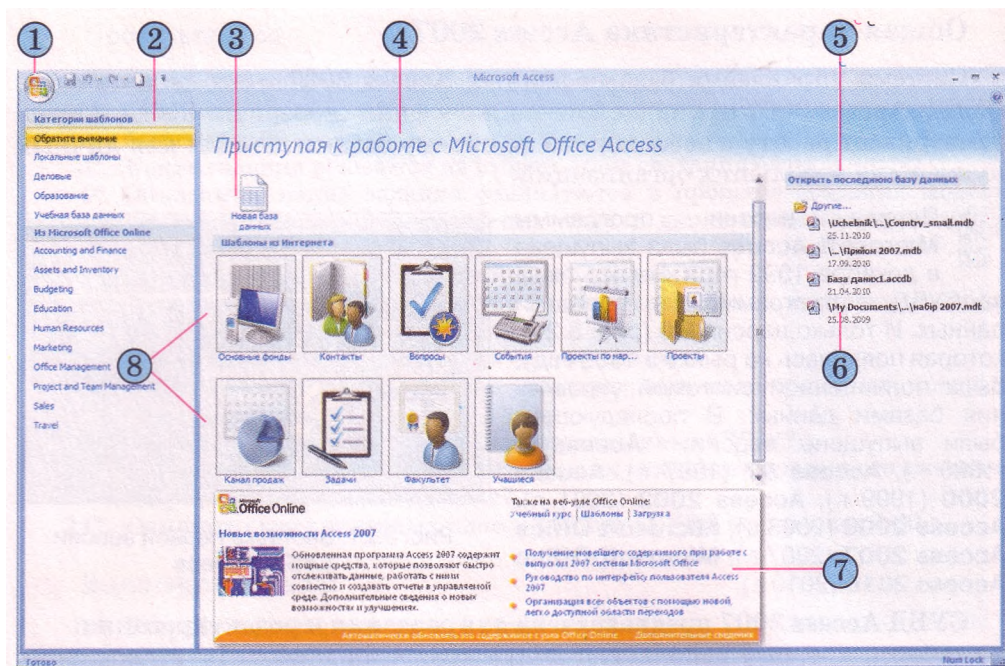 1
2
3
4
5
Microsoft Access
Категории шаблонов
Обратите внимание
Локальные шаблоны
Деловые
Образование
Учебная база данных
Из Microsoft Office Online
Accounting and Finance
Assets and Inventory
Budgeting
Education
Human Resources
Marketing
Office Management
Project and Team Management
Sales
Travel
8
Приступая к работе с Microsoft Office Access
Новая база
данных
Шаблоны из Интернета
Основные фонды
Контакты
Вопросы
События
Проекты по нар...
Проекты
Канал продаж
Задачи
Факультет
Учащиеся
Открыть последнюю базу данных
Другие...
\Uchebnik\...\Country_small.mdb
25.11.2010
\...\Прийом 2007.mdb
17.09.2010
База даних1.accdb
21.04.2010
\My Documents\...\набір 2007.mdb
25.08.2009
6
Microsoft
Office Online
Также на веб-узле Office Online:
Учебный курс | Шаблоны | Загрузка
Новые возможности Access 2007
Обновленная программа Access 2007 содержит
мощные средства, которые позволяют быстро
отслеживать данные, работать с ними
совместно и создавать отчеты в управляемой
среде. Дополнительные сведения о новых
возможностях и улучшениях.
Получение новейшего содержимого при работе с
выпуском 2007 системы Microsoft Office
Руководство по интерфейсу пользователя Access
2007
Организация всех объектов с помощью новой,
легко доступной области переходов
7
Автоматически обновлять это содержимое с узла Office Online
Дополнительные сведения
Готово
Num Lock